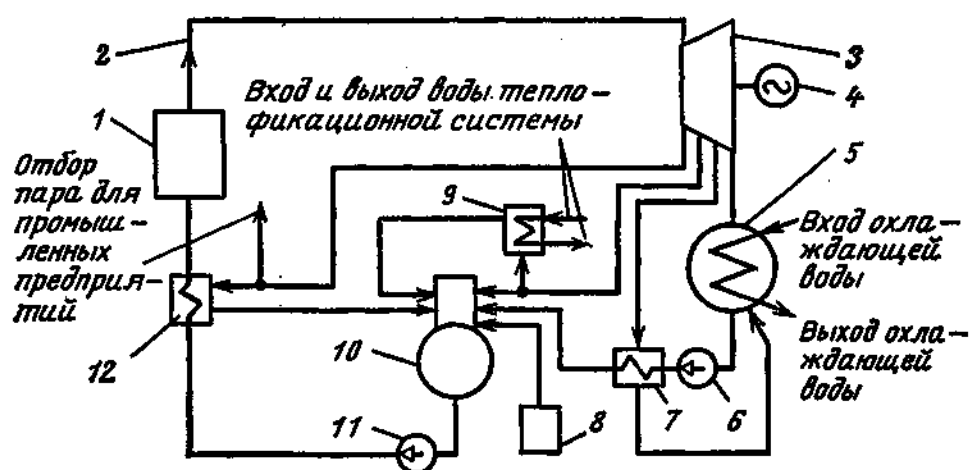 2
3
Вход и выход воды тепло-
фикационной системы
4
1
Отбор
пара для
промыш-
ленных
предприя-
тий
9
5
Вход охла-
ждающей
воды
12
10
Выход охла-
ждающей
воды
11
8
7
6